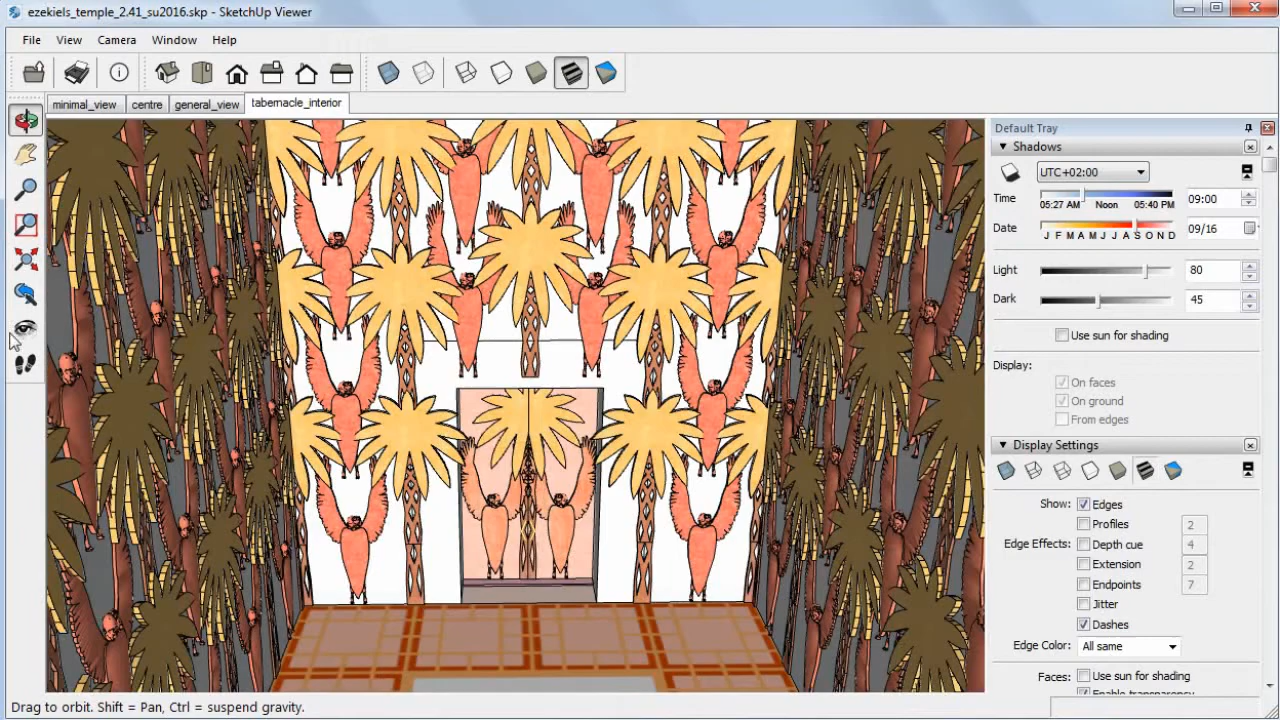 ezekiels_temple_2.41_su2016.skp - SketchUp Viewer
File View Camera Window Help
minimal_view centre general_view tabernacle_interior
Default Tray
Shadows
UTC+02:00
Time 05:27 AM Noon 05:40 PM 09:00
Date J F M A M J J A S O N D 09/16
Light 80
Dark 45
Use sun for shading
Display:
On faces
On ground
From edges
Display Settings
Show: Edges
Profiles 2
Edge Effects: Depth cue 4
Extension 2
Endpoints 7
Jitter
Dashes
Edge Color: All same
Faces: Use sun for shading
Enable transparency
Drag to orbit. Shift = Pan, Ctrl = suspend gravity.